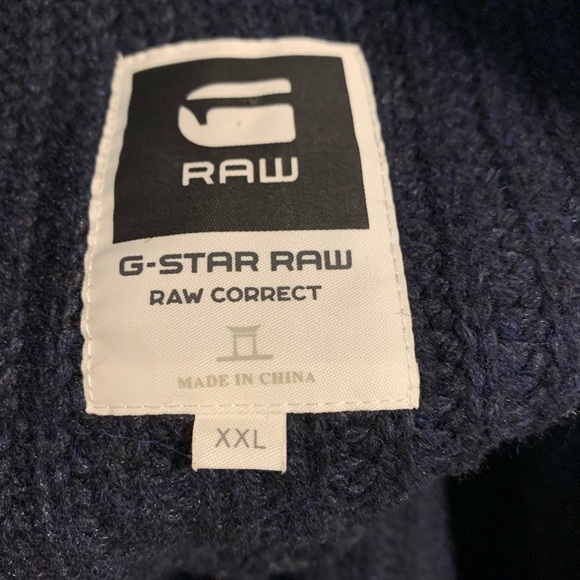 RAW
G-STAR RAW
RAW CORRECT
MADE IN CHINA
XXL